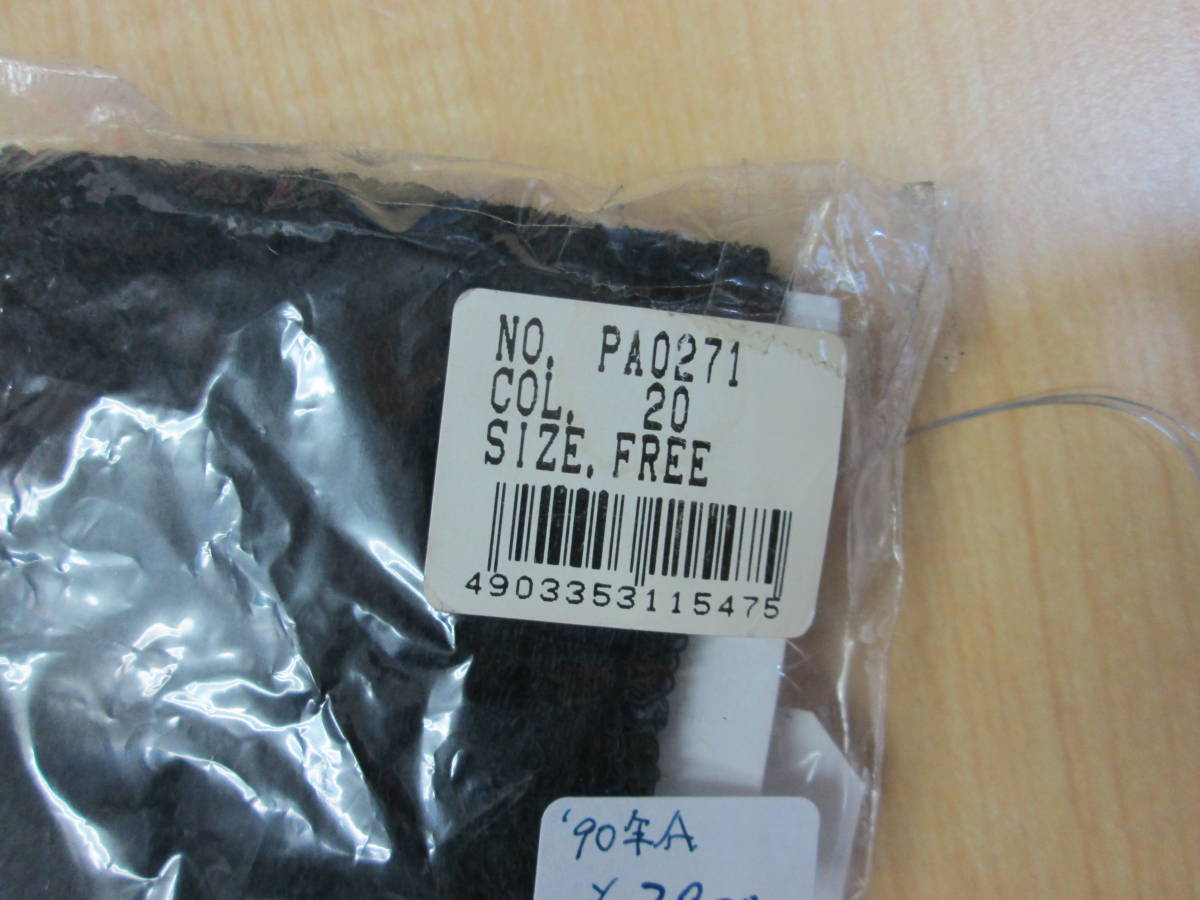 NO. PA0271
COL. 20
SIZE. FREE
4903353115475
'90年A